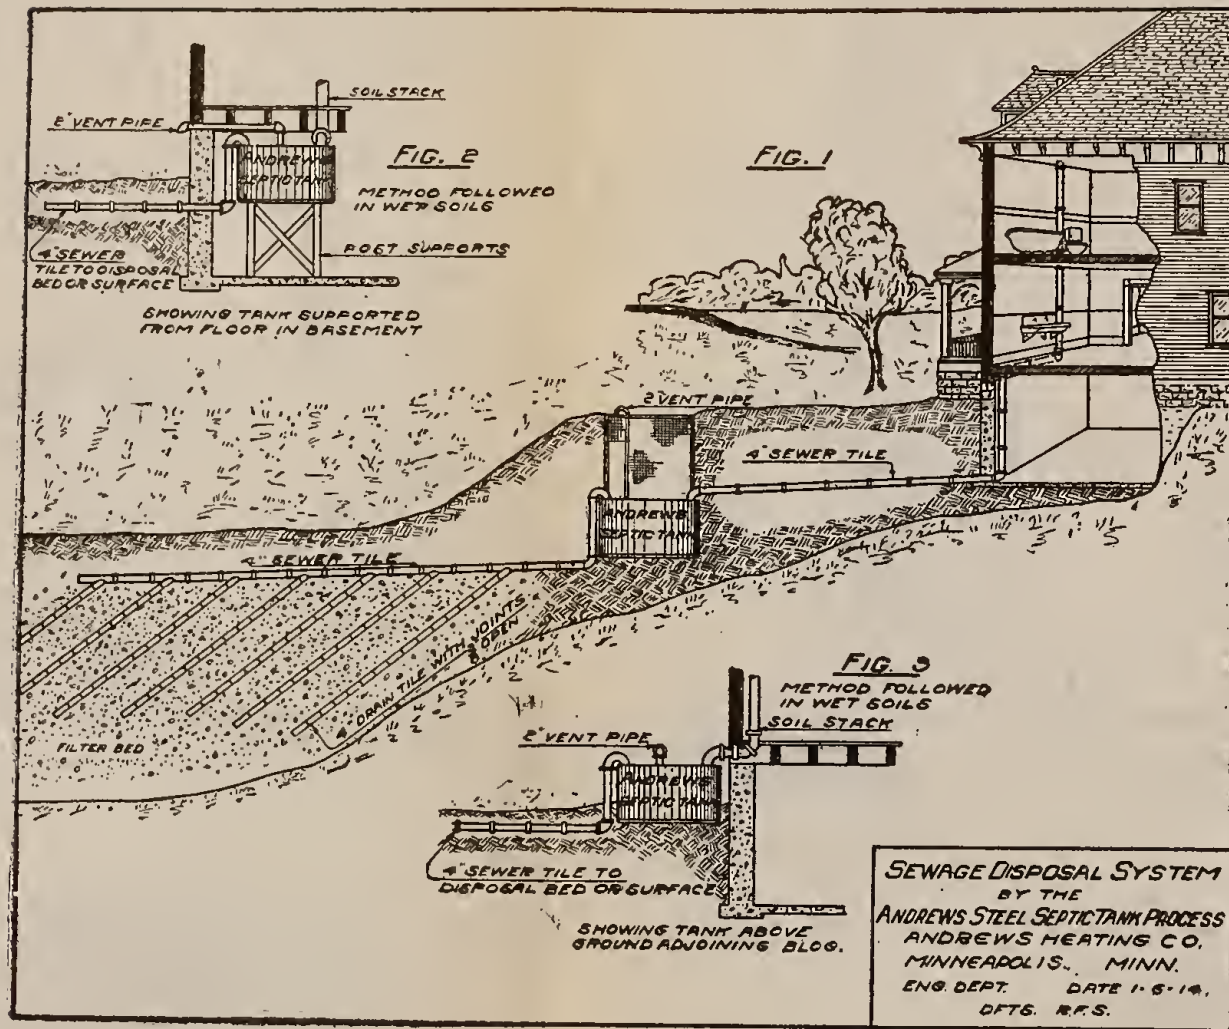 SOIL STACK
2" VENT PIPE
FIG. 2
ANDREWS
SEPTIC TANK
METHOD FOLLOWED
IN WET SOILS
POST SUPPORTS
4" SEWER
TILE TO DISPOSAL
BED OR SURFACE
SHOWING TANK SUPPORTED
FROM FLOOR IN BASEMENT
FIG. 1
2" VENT PIPE
4" SEWER TILE
ANDREWS
SEPTIC TANK
4" SEWER TILE
4" DRAIN TILE WITH JOINTS
OPEN
FILTER BED
FIG. 3
METHOD FOLLOWED
IN WET SOILS
SOIL STACK
2" VENT PIPE
ANDREWS
SEPTIC TANK
4" SEWER TILE TO
DISPOSAL BED OR SURFACE
SHOWING TANK ABOVE
GROUND ADJOINING BLDG.
SEWAGE DISPOSAL SYSTEM
BY THE
ANDREWS STEEL SEPTIC TANK PROCESS
ANDREWS HEATING CO.
MINNEAPOLIS, MINN.
ENG. DEPT. DATE
DFTG. R.F.S.